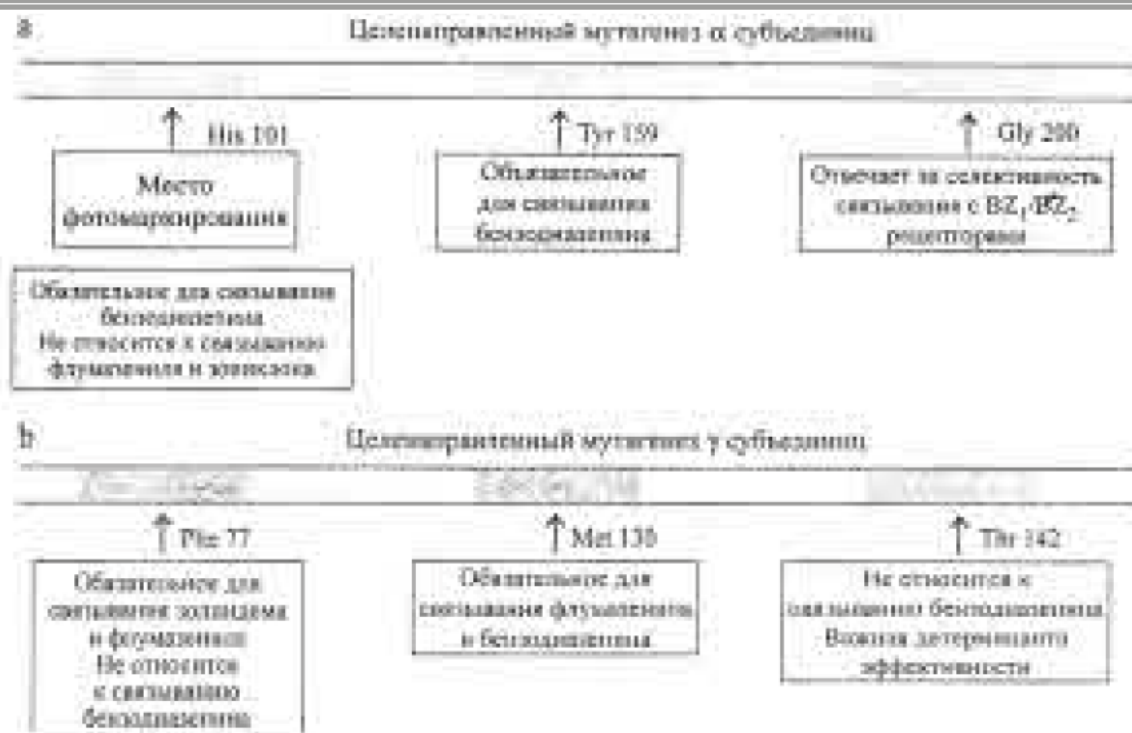 a
Целенаправленный мутагенез α субъединиц
His 101
Tyr 159
Gly 200
Место
фотомаркирования
Обязательное
для связывания
бензодиазепина
Отвечает за селективность
связывания с BZ₁ BZ₂
рецепторами
Обязательное для связывания
бензодиазепина
Не относится к связыванию
флумазенила и зопиклона
b
Целенаправленный мутагенез γ субъединиц
Phe 77
Met 130
Thr 142
Обязательное для
связывания золпидема
и флумазенила
Не относится
к связыванию
бензодиазепина
Обязательное для
связывания флумазенила
и бензодиазепина
Не относится к
связыванию бензодиазепина
Важная детерминанта
эффективности